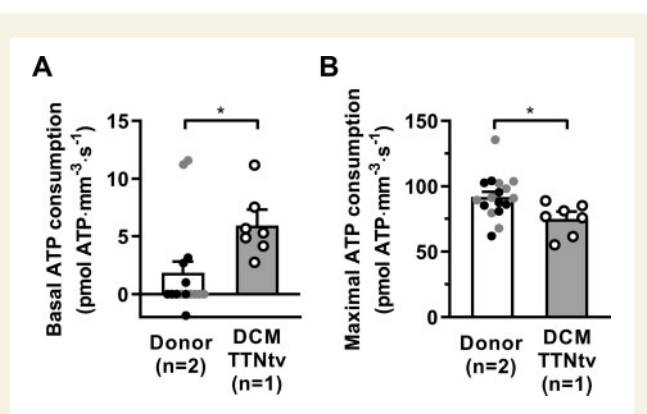 A
Basal ATP consumption
(pmol ATP·mm⁻³·s⁻¹)
15
10
5
0
*
Donor
(n=2)
DCM
TTNtv
(n=1)
B
Maximal ATP consumption
(pmol ATP·mm⁻³·s⁻¹)
150
100
50
0
*
Donor
(n=2)
DCM
TTNtv
(n=1)